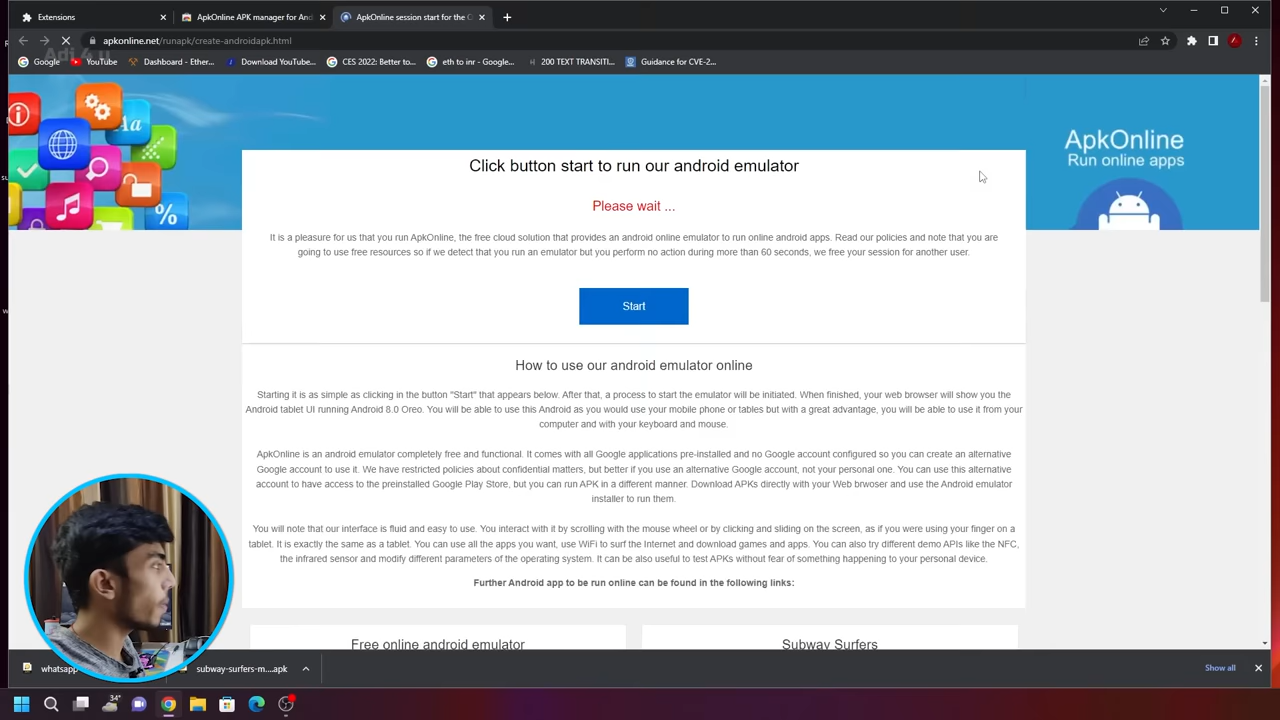 Extensions
ApkOnline APK manager for And
ApkOnline session start for the C
apkonline.net/runapk/create-androidapk.html
Adi 4 u
Google
YouTube
Dashboard - Ether...
Download YouTube...
CES 2022: Better to...
eth to inr - Google...
200 TEXT TRANSITI...
Guidance for CVE-2...
Aa
%
ApkOnline
Run online apps
Click button start to run our android emulator
Please wait ...
It is a pleasure for us that you run ApkOnline, the free cloud solution that provides an android online emulator to run online android apps. Read our policies and note that you are
going to use free resources so if we detect that you run an emulator but you perform no action during more than 60 seconds, we free your session for another user.
Start
How to use our android emulator online
Starting it is as simple as clicking in the button "Start" that appears below. After that, a process to start the emulator will be initiated. When finished, your web browser will show you the
Android tablet UI running Android 8.0 Oreo. You will be able to use this Android as you would use your mobile phone or tables but with a great advantage, you will be able to use it from your
computer and with your keyboard and mouse.
ApkOnline is an android emulator completely free and functional. It comes with all Google applications pre-installed and no Google account configured so you can create an alternative
Google account to use it. We have restricted policies about confidential matters, but better if you use an alternative Google account, not your personal one. You can use this alternative
account to have access to the preinstalled Google Play Store, but you can run APK in a different manner. Download APKs directly with your Web brwoser and use the Android emulator
installer to run them.
You will note that our interface is fluid and easy to use. You interact with it by scrolling with the mouse wheel or by clicking and sliding on the screen, as if you were using your finger on a
tablet. It is exactly the same as a tablet. You can use all the apps you want, use WiFi to surf the Internet and download games and apps. You can also try different demo APIs like the NFC,
the infrared sensor and modify different parameters of the operating system. It can be also useful to test APKs without fear of something happening to your personal device.
Further Android app to be run online can be found in the following links:
Free online android emulator
Subway Surfers
whatsapp
subway-surfers-m....apk
Show all
34°